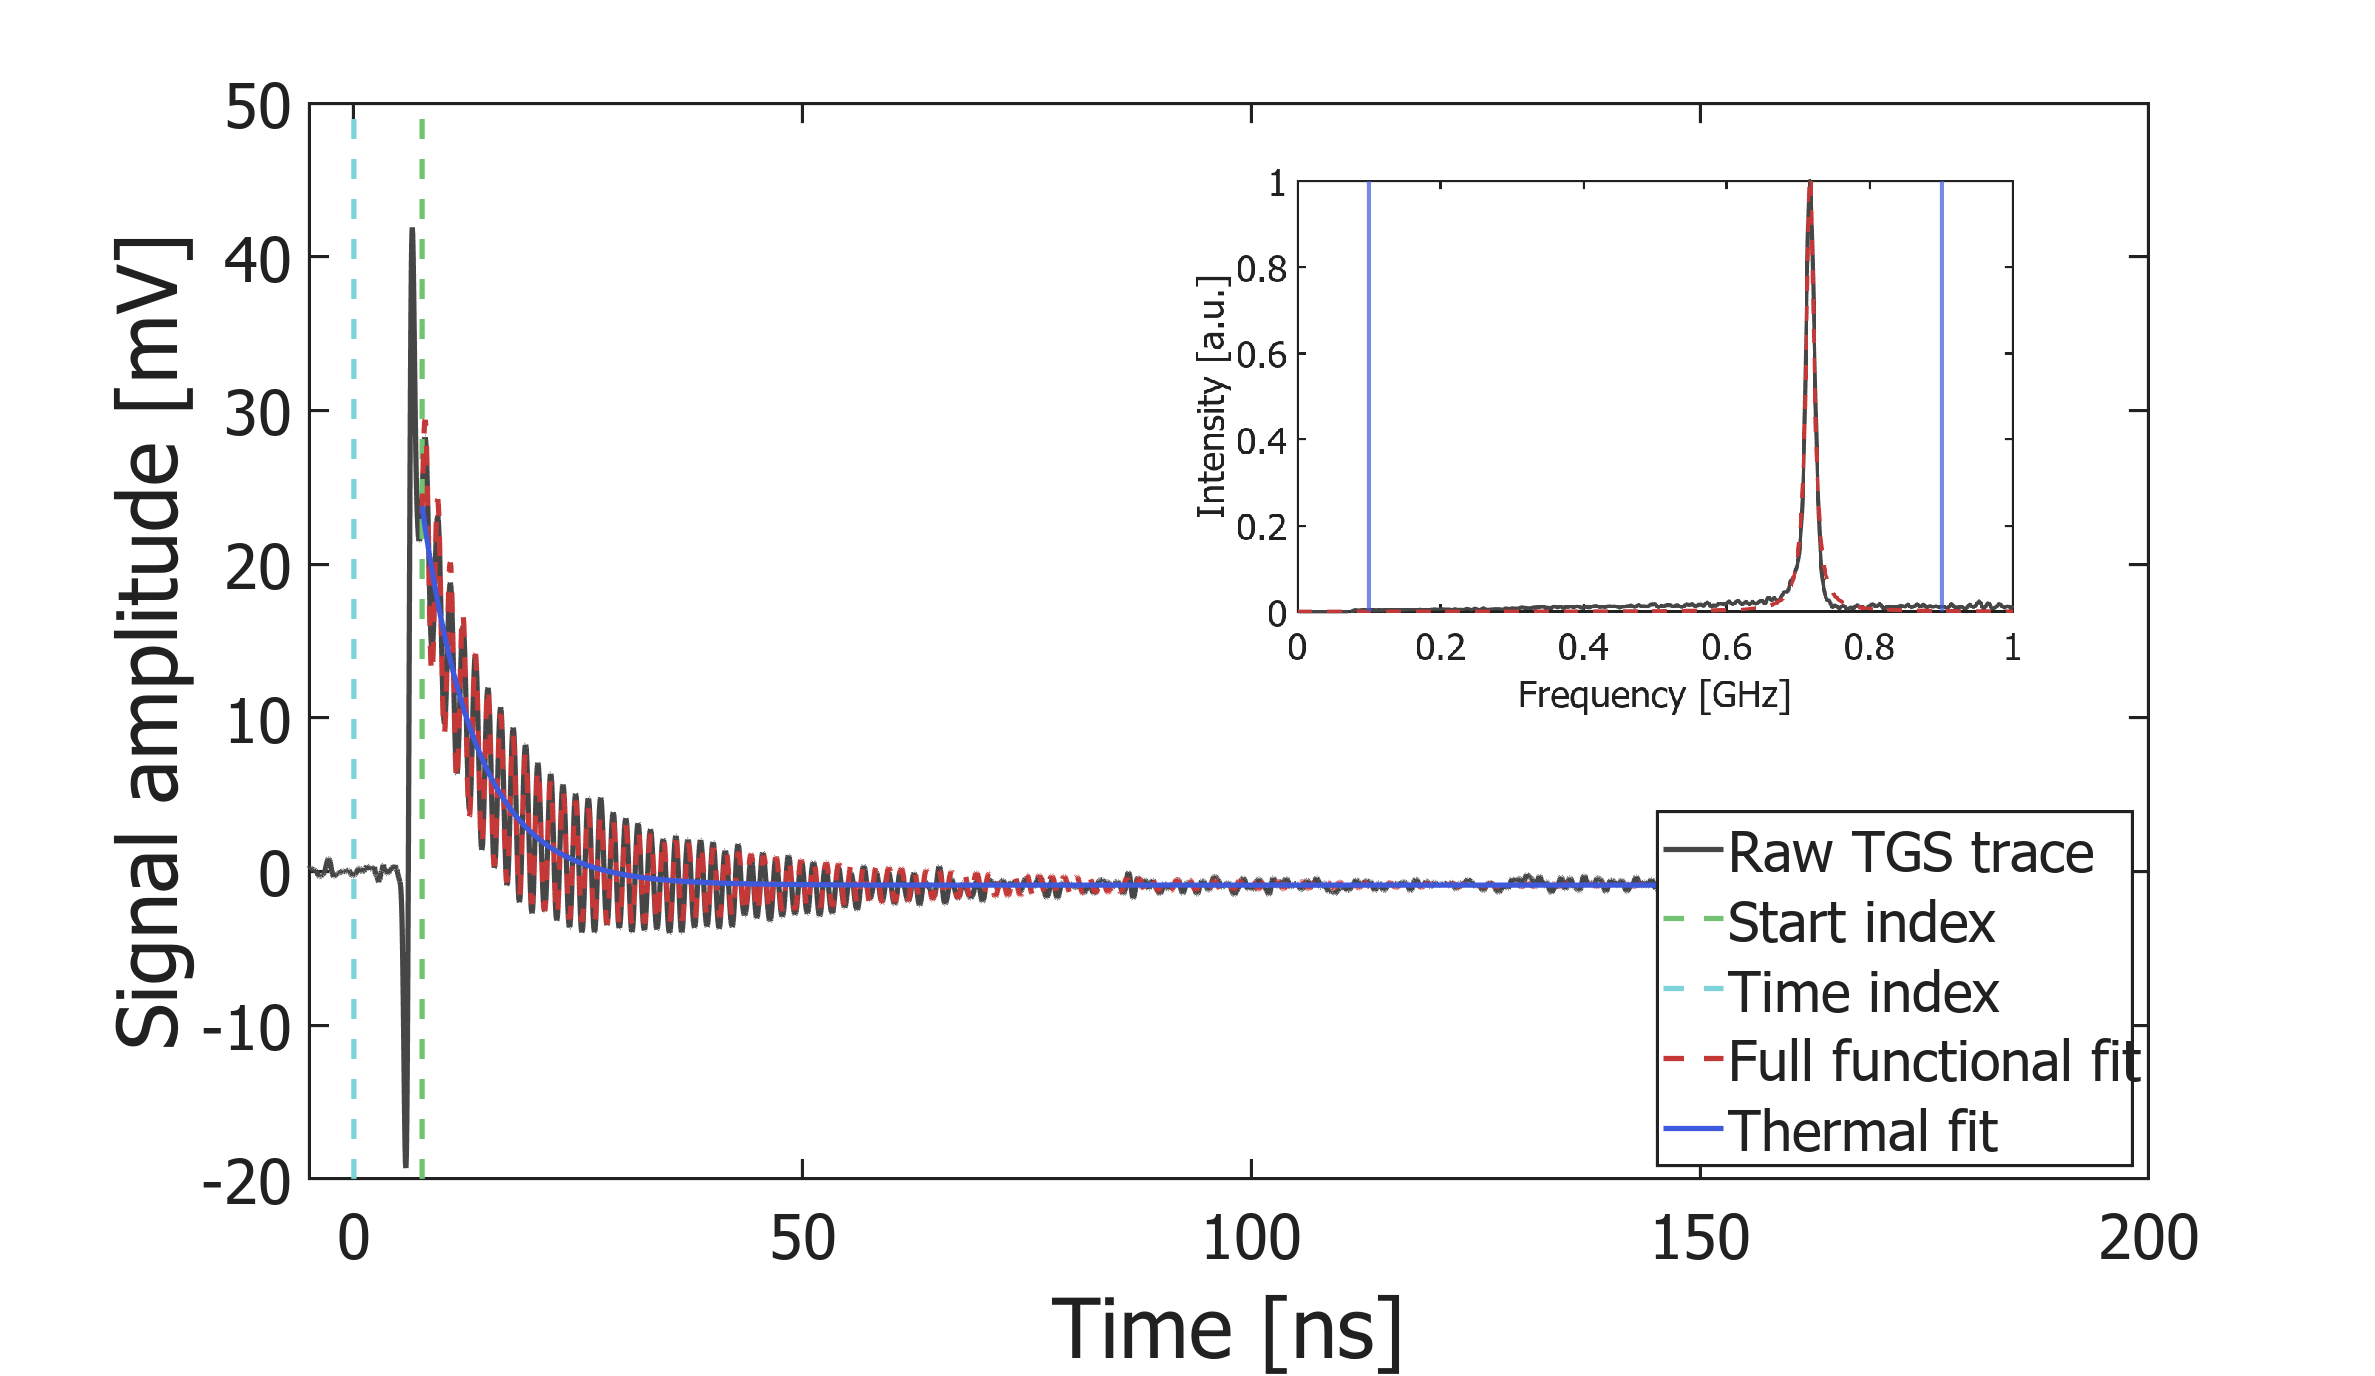 50
40
30
20
10
0
-10
-20
Signal amplitude [mV]
0
50
100
150
200
Time [ns]
1
0.8
0.6
0.4
0.2
0
Intensity [a.u.]
0
0.2
0.4
0.6
0.8
1
Frequency [GHz]
Raw TGS trace
Start index
Time index
Full functional fit
Thermal fit